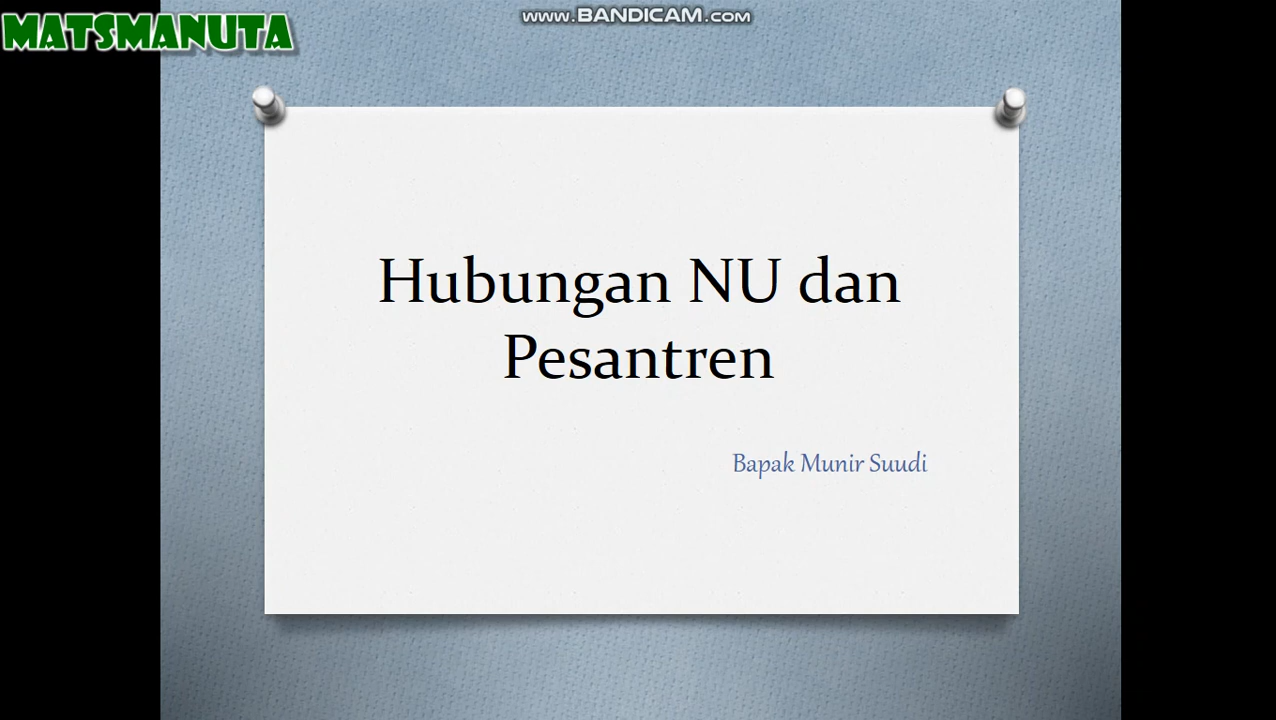 MATSMANUTA
www.BANDICAM.com
Hubungan NU dan
Pesantren
Bapak Munir Suudi